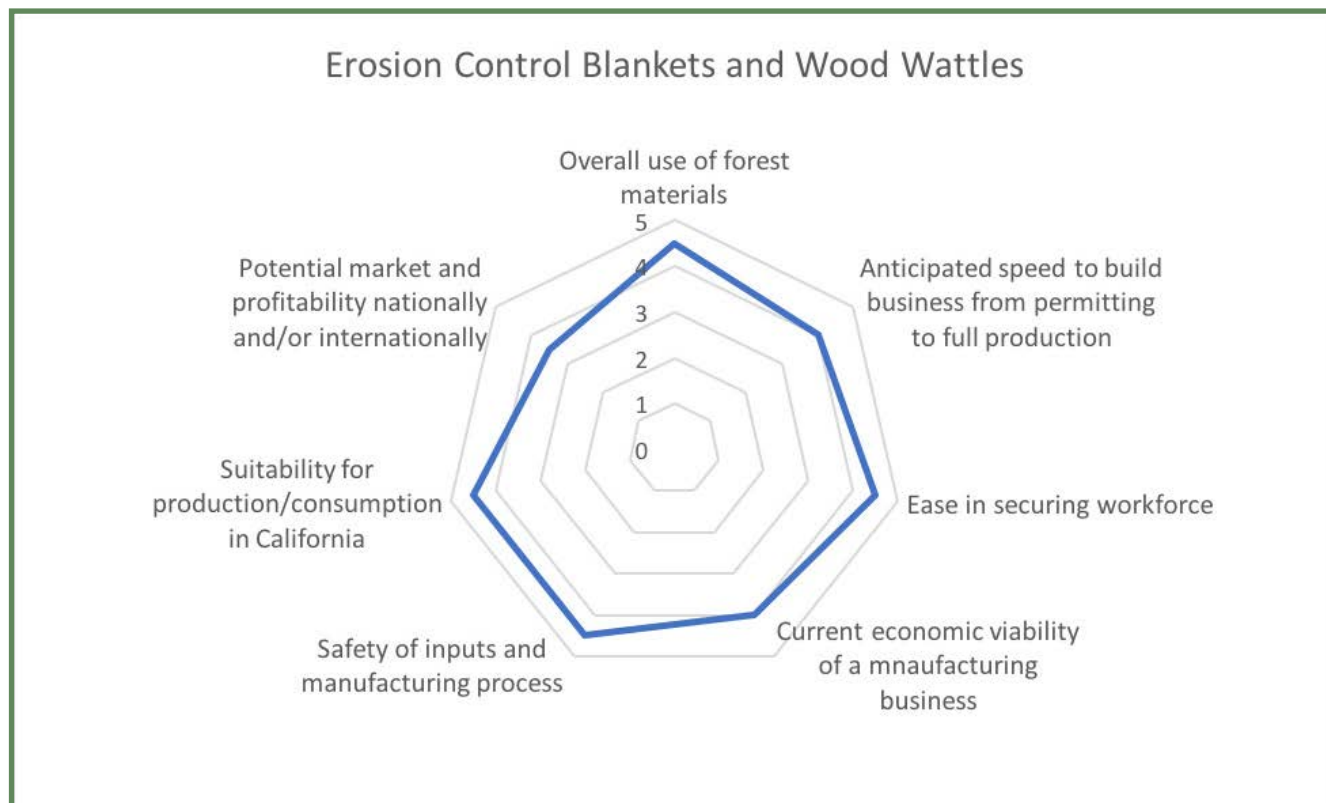 Erosion Control Blankets and Wood Wattles
Overall use of forest
materials
5
4
3
2
1
0
Anticipated speed to build
business from permitting
to full production
Ease in securing workforce
Current economic viability
of a mnaufacturing
business
Safety of inputs and
manufacturing process
Suitability for
production/consumption
in California
Potential market and
profitability nationally
and/or internationally